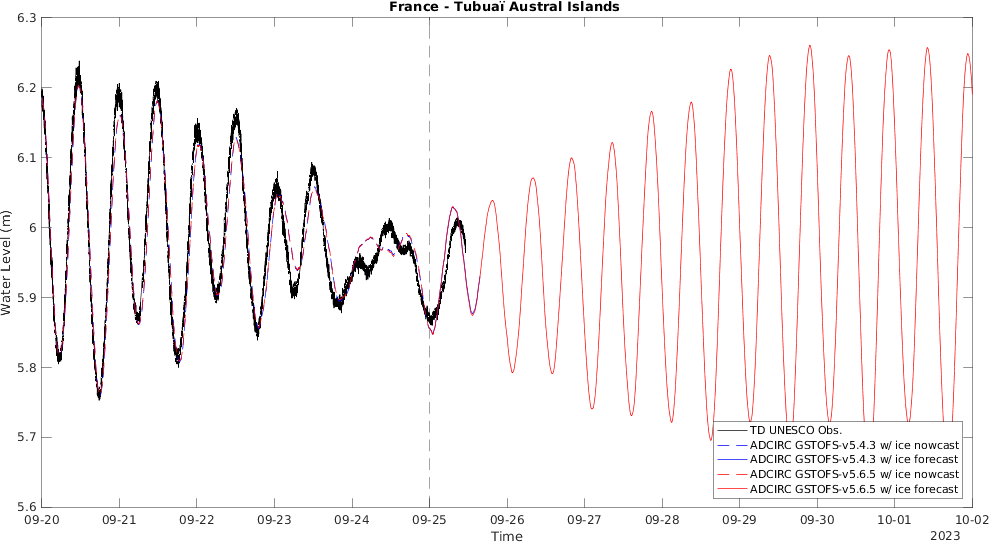 France - Tubuaï Austral Islands
6.3
6.2
6.1
6
5.9
5.8
5.7
5.6
Water Level (m)
TD UNESCO Obs.
ADCIRC GSTOFS-v5.4.3 w/ ice nowcast
ADCIRC GSTOFS-v5.4.3 w/ ice forecast
ADCIRC GSTOFS-v5.6.5 w/ ice nowcast
ADCIRC GSTOFS-v5.6.5 w/ ice forecast
09-20 09-21 09-22 09-23 09-24 09-25 09-26 09-27 09-28 09-29 09-30 10-01 10-02
Time
2023